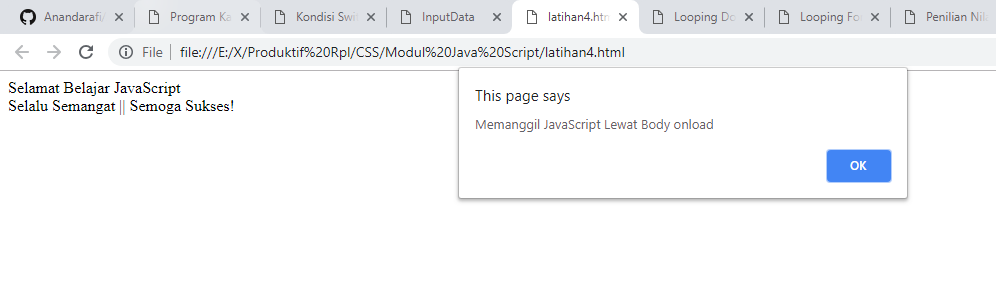 Anandarafi/
Program Ka
Kondisi Swit
InputData
latihan4.htm
Looping Do
Looping For
Penilian Nik
File
file:///E:/X/Produktif%20Rpl/CSS/Modul%20Java%20Script/latihan4.html
Selamat Belajar JavaScript
Selalu Semangat || Semoga Sukses!
This page says
Memanggil JavaScript Lewat Body onload
OK